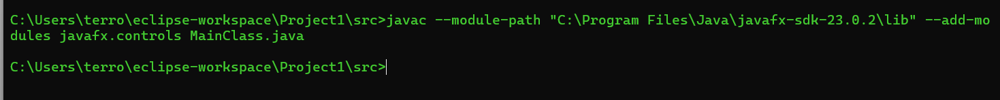 C:\Users\terro\eclipse-workspace\Project1\src>javac --module-path "C:\Program Files\Java\javafx-sdk-23.0.2\lib" --add-mo
dules javafx.controls MainClass.java
C:\Users\terro\eclipse-workspace\Project1\src>